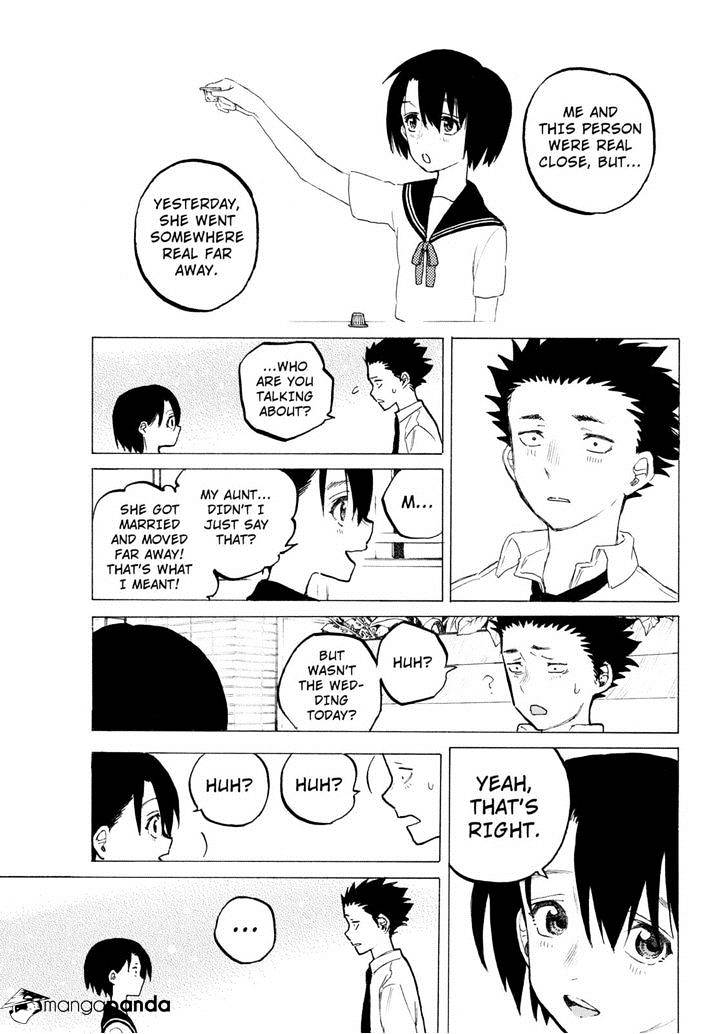 ME AND
THIS PERSON
WERE REAL
CLOSE, BUT...
YESTERDAY,
SHE WENT
SOMEWHERE
REAL FAR
AWAY.
...WHO
ARE YOU
TALKING
ABOUT?
M...
MY AUNT...
DIDN'T I
JUST SAY
THAT?
SHE GOT
MARRIED
AND MOVED
FAR AWAY!
THAT'S WHAT
I MEANT!
?
HUH?
BUT
WASN'T
THE WED-
DING
TODAY?
YEAH,
THAT'S
RIGHT.
HUH?
HUH?
...
mangapanda